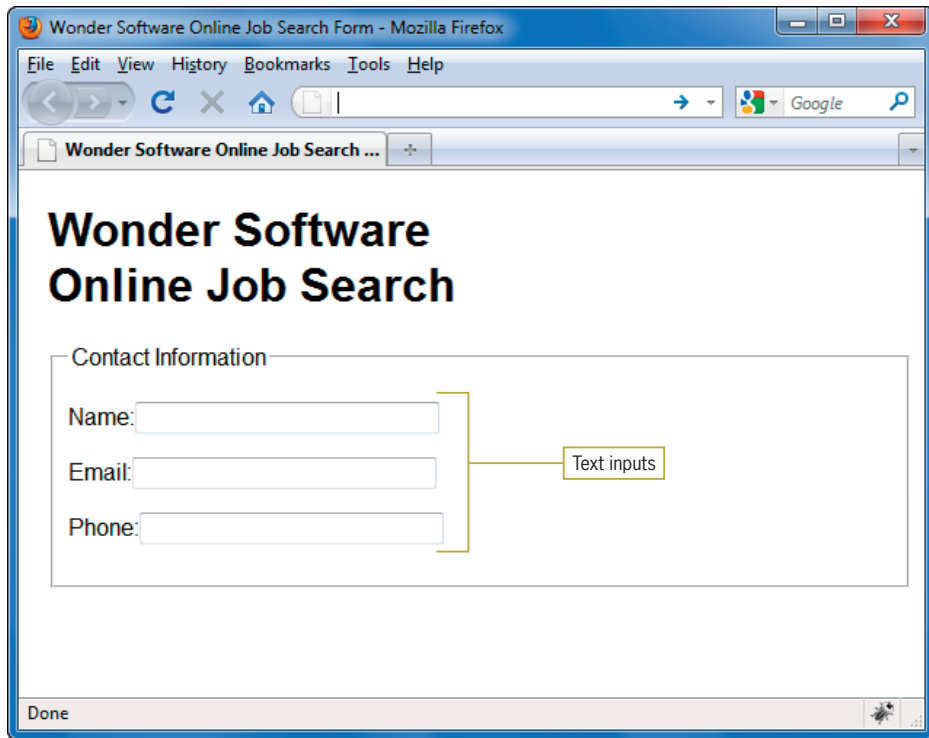 Wonder Software Online Job Search Form - Mozilla Firefox
File Edit View History Bookmarks Tools Help
Google
Wonder Software Online Job Search ...
Wonder Software
Online Job Search
Contact Information
Name:
Text inputs
Email:
Phone:
Done